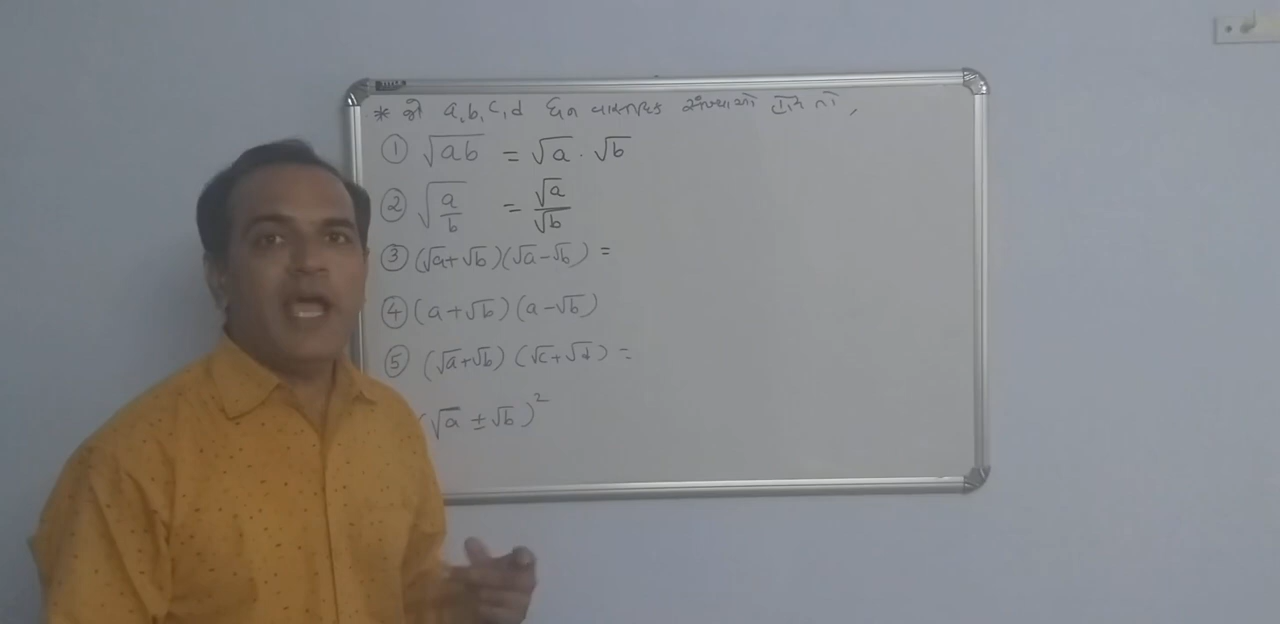 * જો a, b, c, d ધન વાસ્તવિક સંખ્યાઓ હોય તો,
① √ab = √a · √b
② √(a/b) = √a/√b
③ (√a+√b)(√a-√b) =
④ (a+√b)(a-√b)
⑤ (√a+√b)(√c+√d) =
(√a ± √b)²